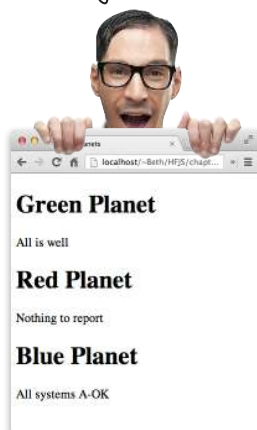 localhost/~Beth/HFJS/chapt...
Green Planet
All is well
Red Planet
Nothing to report
Blue Planet
All systems A-OK